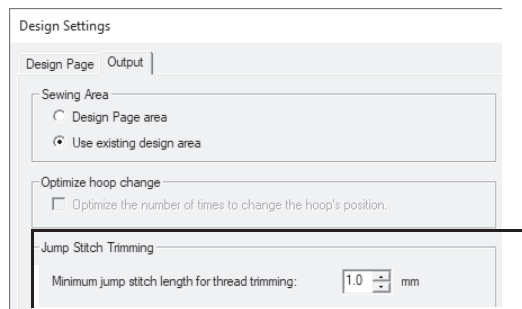 Design Settings
Design Page Output
Sewing Area
Design Page area
Use existing design area
Optimize hoop change
Optimize the number of times to change the hoop's position.
Jump Stitch Trimming
Minimum jump stitch length for thread trimming: 1.0 mm